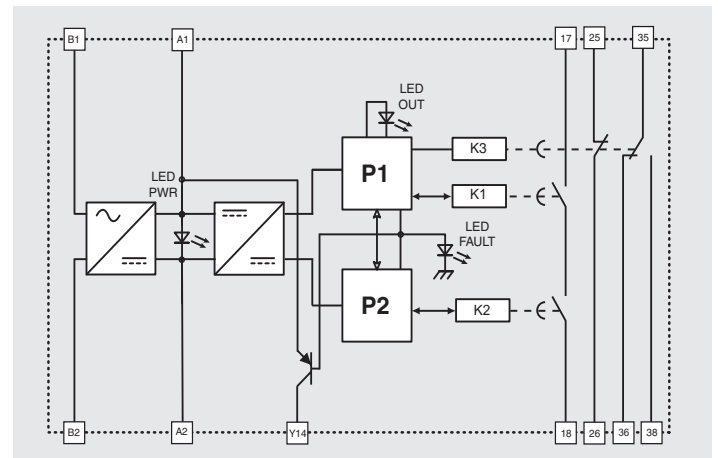 B1 A1 17 25 35
LED
OUT
P1
K3
LED
PWR
K1
LED
FAULT
P2
K2
B2 A2 Y14 18 26 36 38